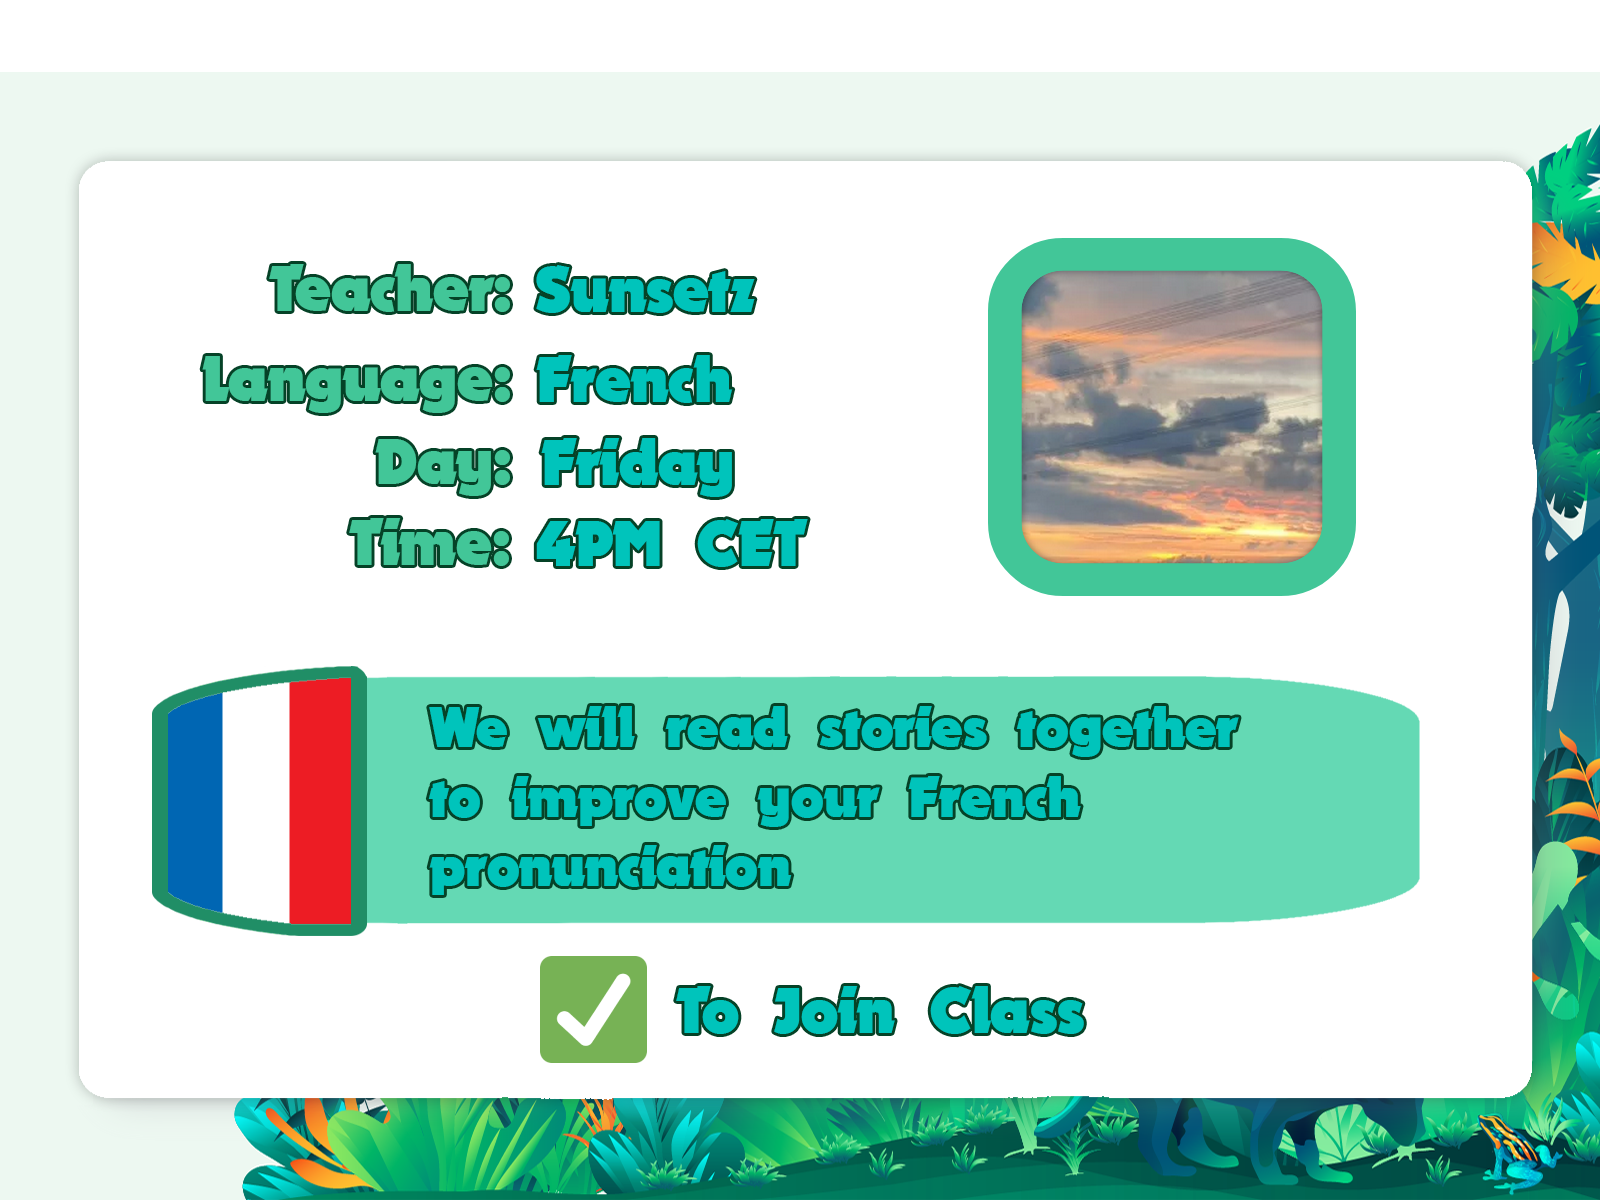 Teacher: Sunsetz
Language: French
Day: Friday
Time: 4PM CET
We will read stories together
to improve your French
pronunciation
To Join Class